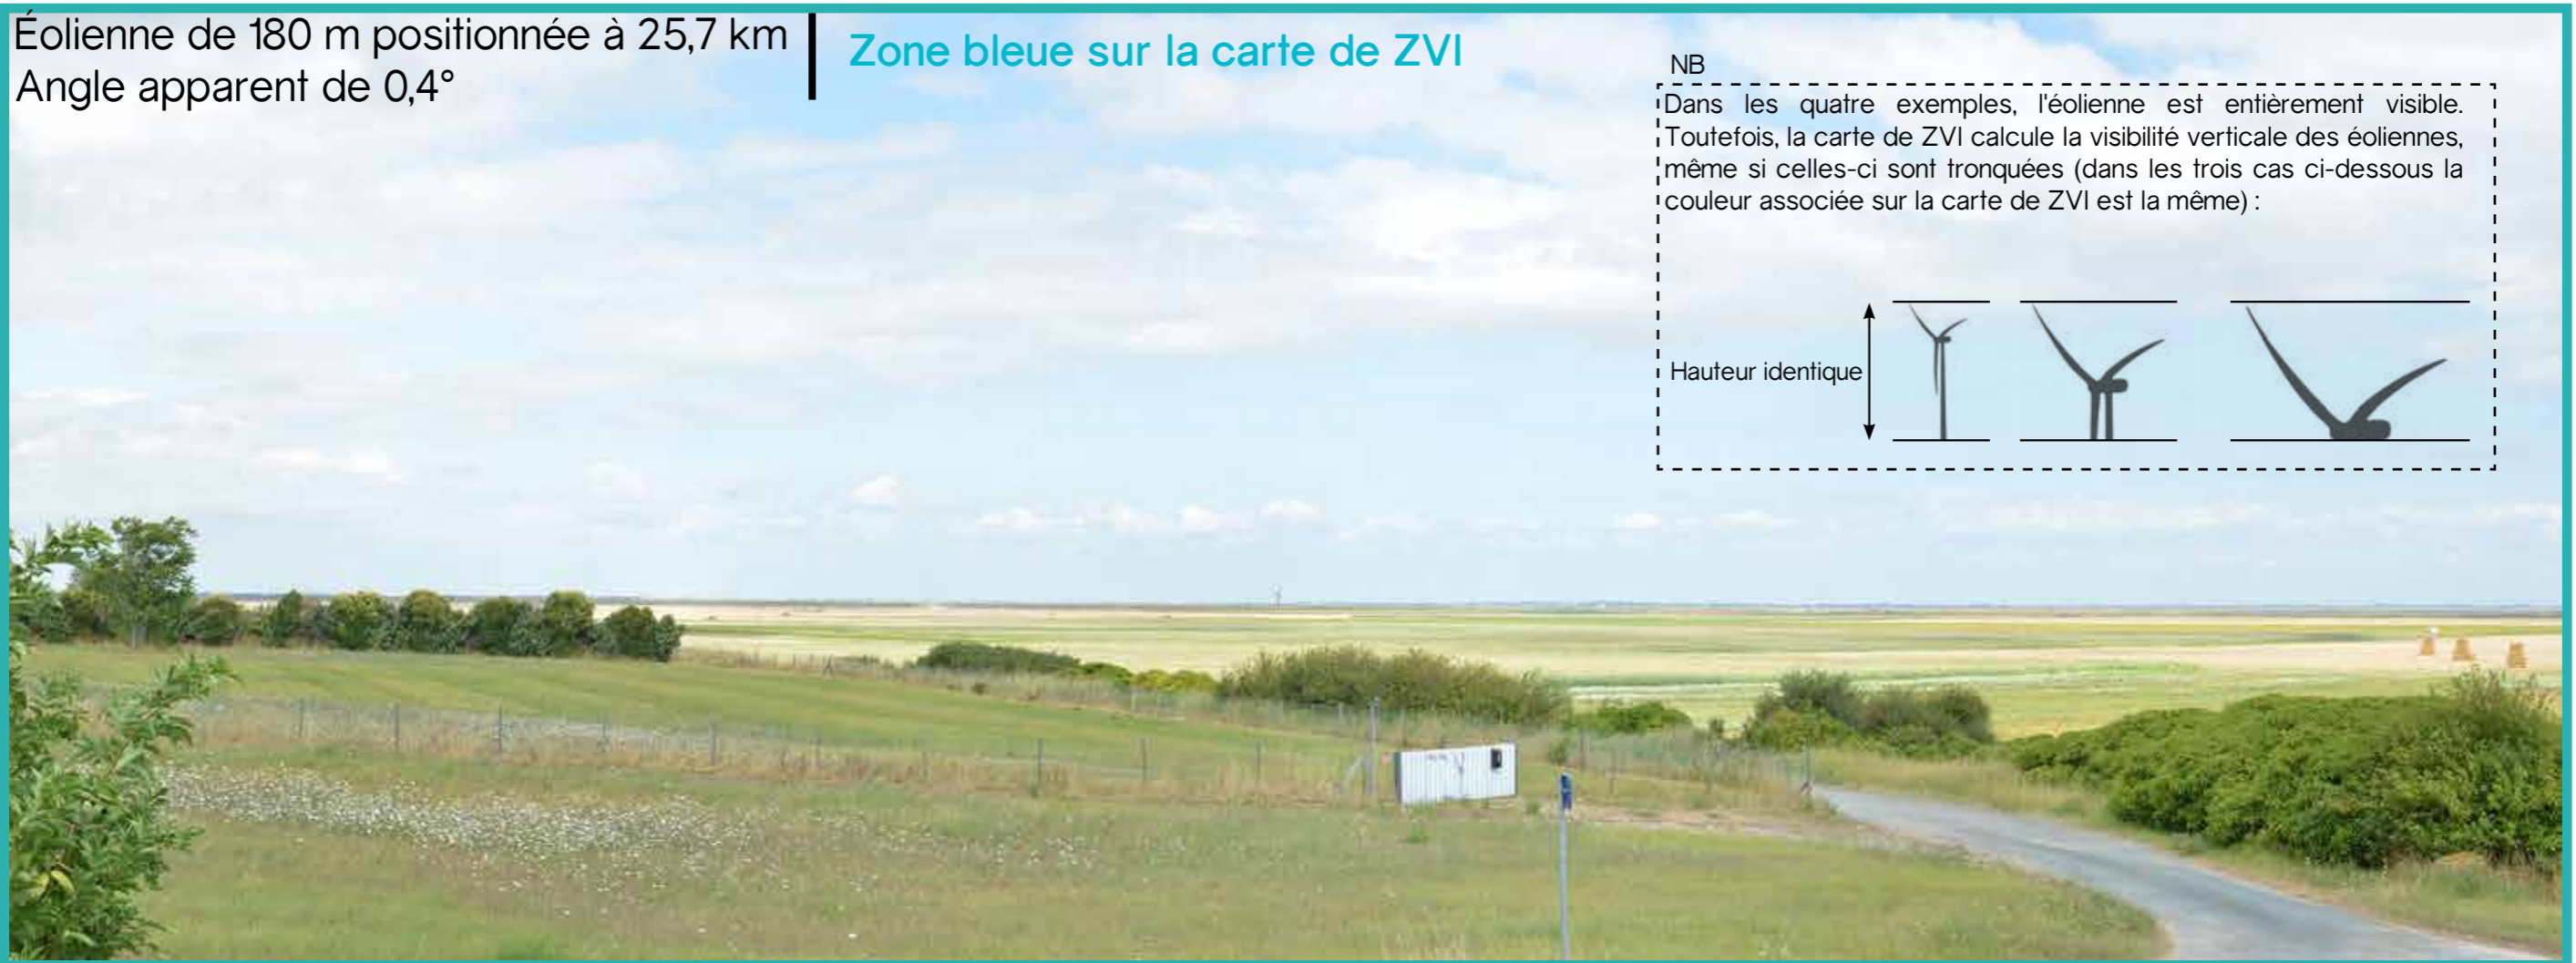 Éolienne de 180 m positionnée à 25,7 km
Angle apparent de 0,4°
Zone bleue sur la carte de ZVI
NB
Dans les quatre exemples, l'éolienne est entièrement visible.
Toutefois, la carte de ZVI calcule la visibilité verticale des éoliennes,
même si celles-ci sont tronquées (dans les trois cas ci-dessous la
couleur associée sur la carte de ZVI est la même) :
Hauteur identique